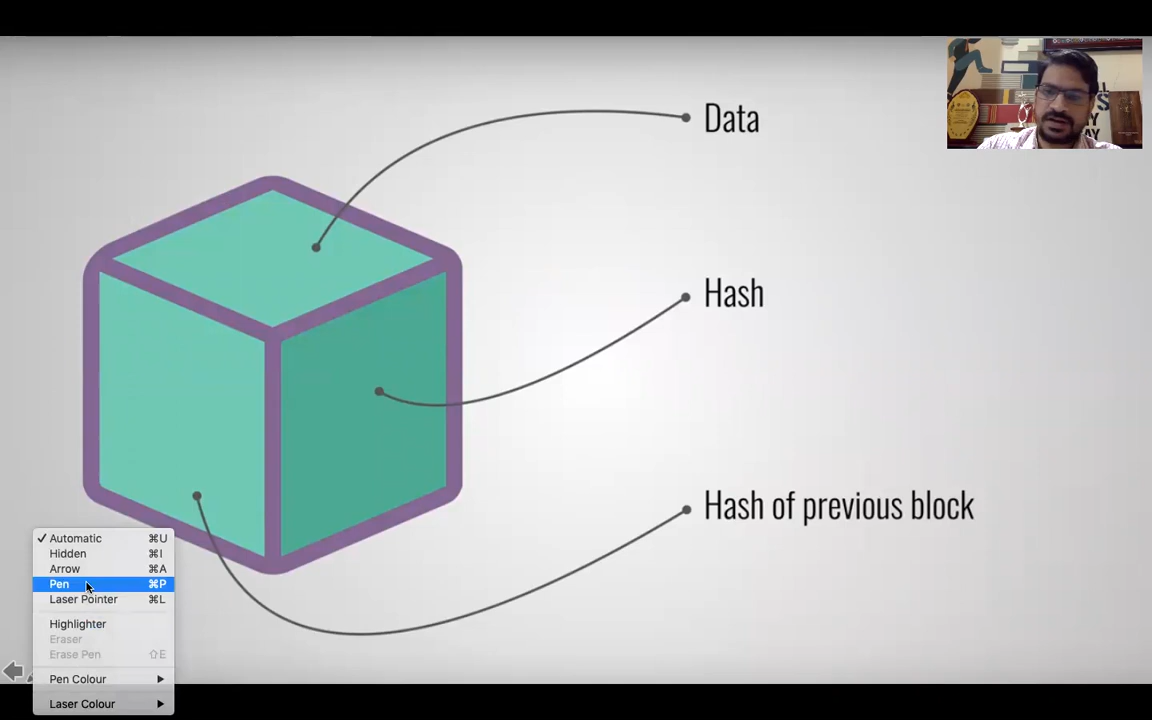 Data
Hash
Hash of previous block
✓ Automatic ⌘U
Hidden ⌘I
Arrow ⌘A
Pen ⌘P
Laser Pointer ⌘L
Highlighter
Eraser
Erase Pen ⇧E
Pen Colour ▶
Laser Colour ▶